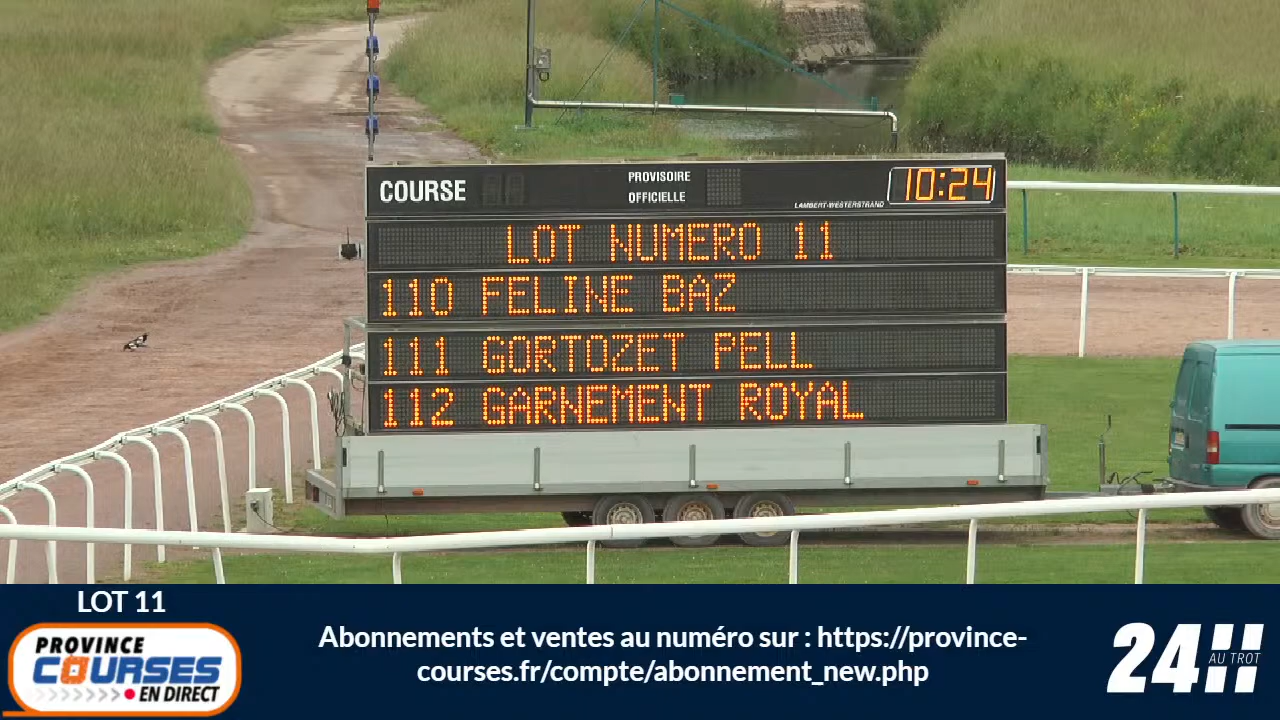 COURSE
PROVISOIRE
OFFICIELLE
LAMBERT-WESTERSTRAND
10:24
LOT NUMERO 11
110 FELINE BAZ
111 GORTOZET PELL
112 GARNEMENT ROYAL
LOT 11
PROVINCE
COURSES
EN DIRECT
Abonnements et ventes au numéro sur : https://province-
courses.fr/compte/abonnement_new.php
24H
AU TROT